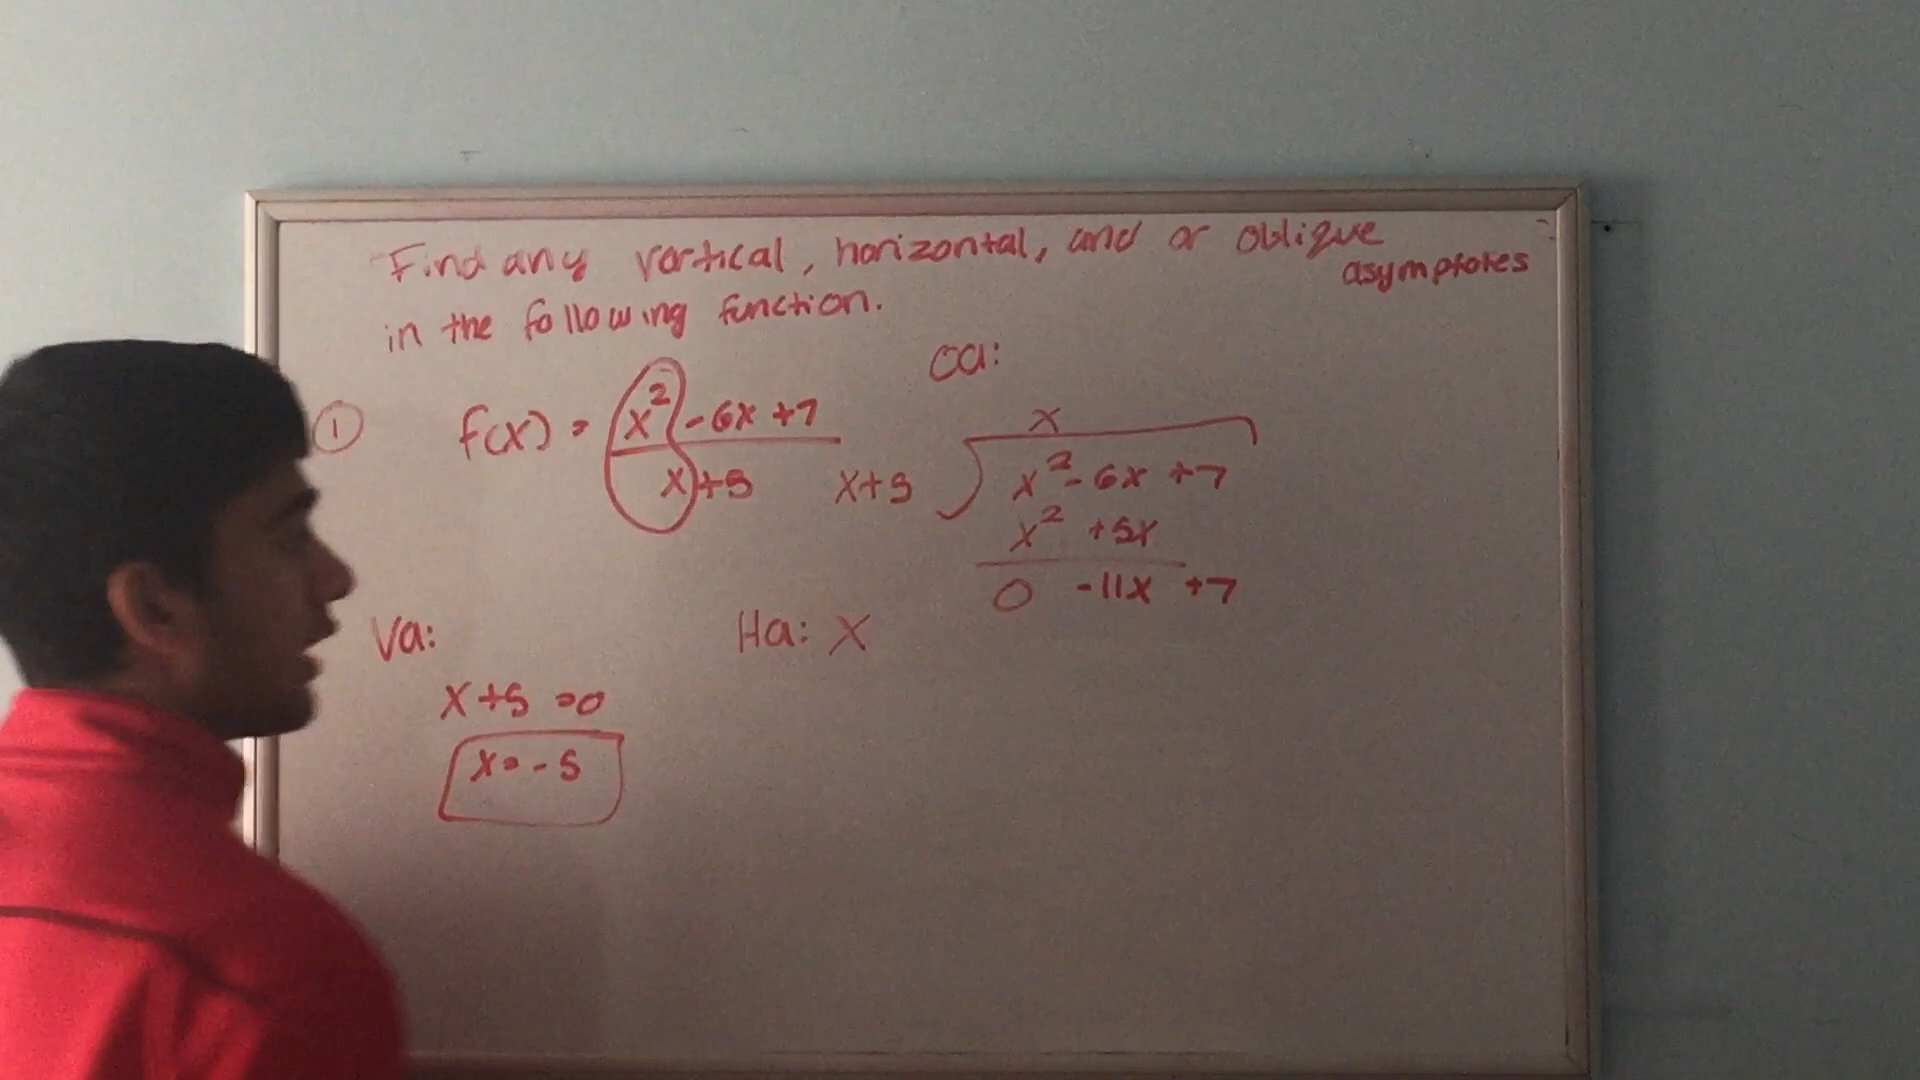 Find any vertical, horizontal, and or oblique
asymptotes
in the following function.
① f(x) = x² - 6x + 7
x + 5
Oa:
x
x+5 x² - 6x + 7
x² + 5x
0 - 11x + 7
Va:
x + 5 = 0
x = - 5
Ha: X